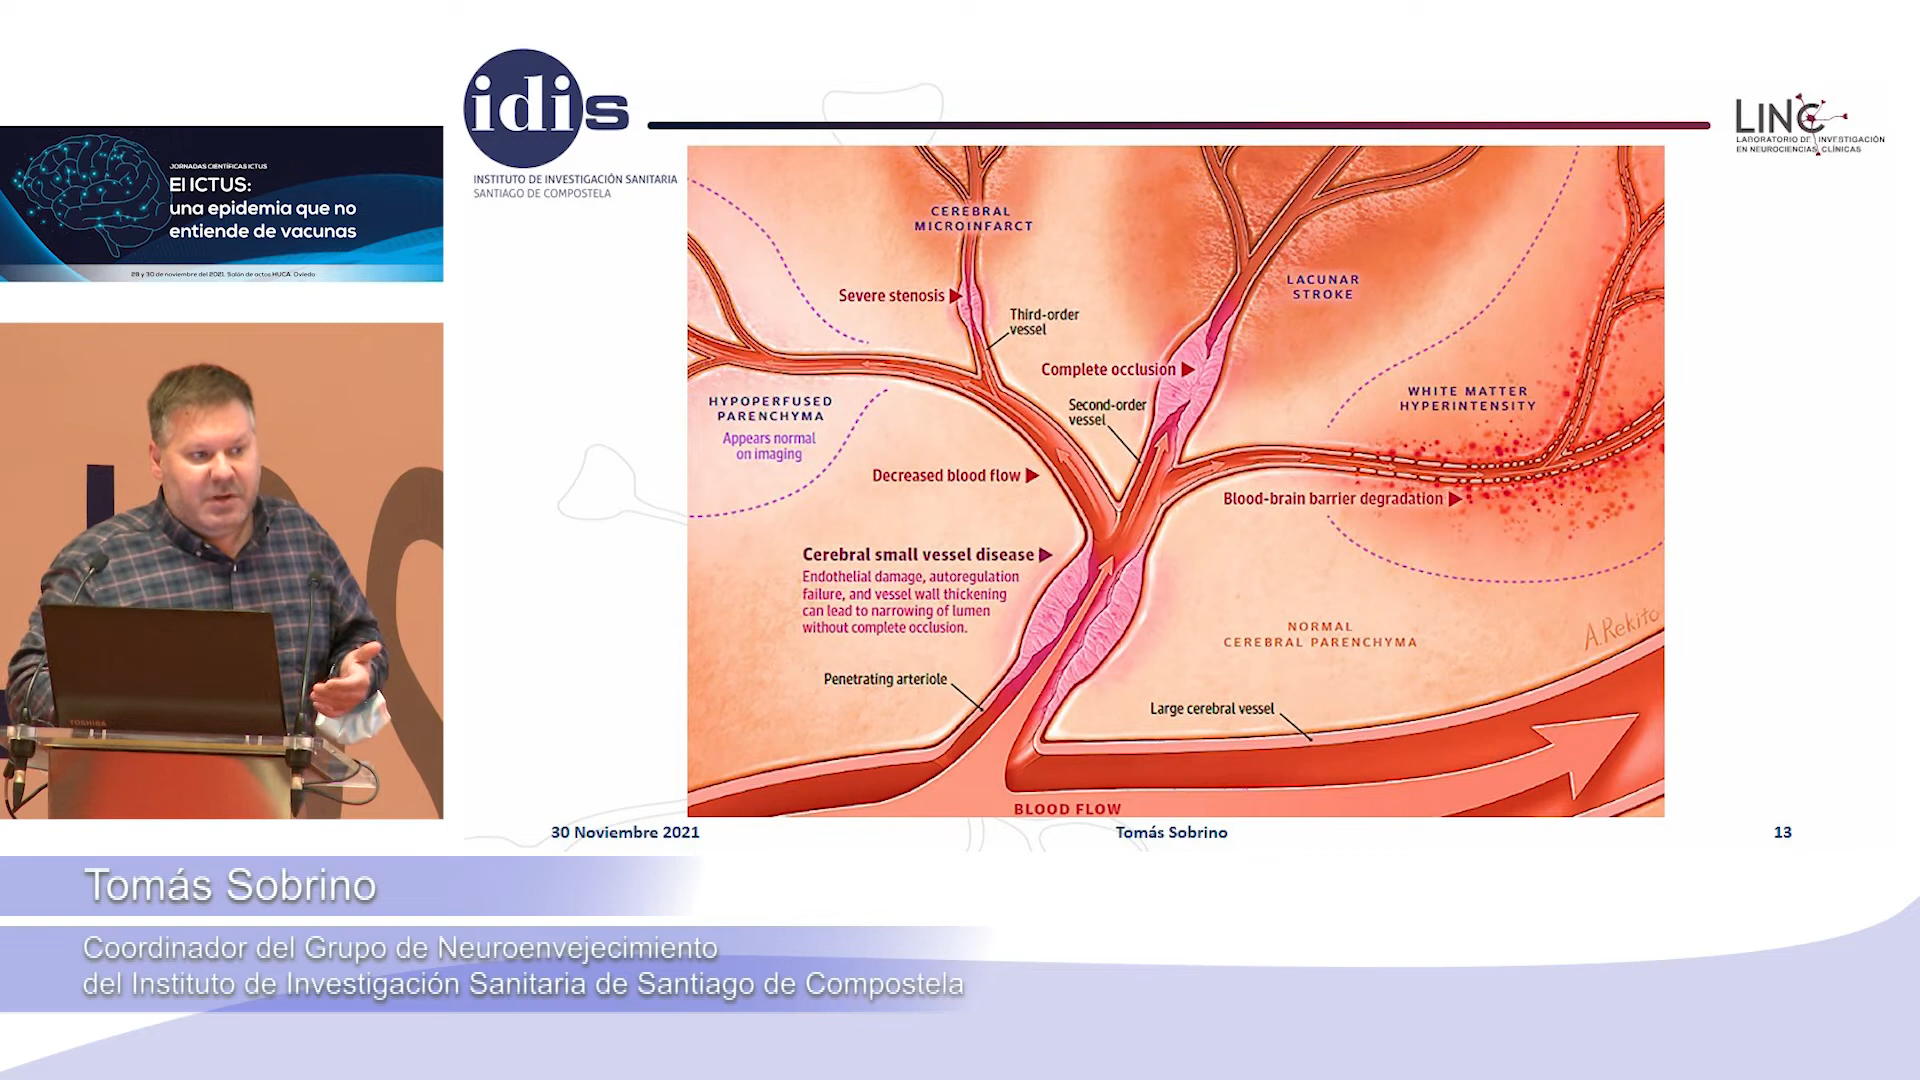 idis
INSTITUTO DE INVESTIGACIÓN SANITARIA
SANTIAGO DE COMPOSTELA
LINC
LABORATORIO DE INVESTIGACIÓN
EN NEUROCIENCIAS CLÍNICAS
JORNADAS CIENTÍFICAS ICTUS
El ICTUS:
una epidemia que no
entiende de vacunas
29 y 30 de noviembre del 2021. Salón de actos HUCA. Oviedo
CEREBRAL
MICROINFARCT
Severe stenosis
Third-order
vessel
LACUNAR
STROKE
Complete occlusion
Second-order
vessel
HYPOPERFUSED
PARENCHYMA
Appears normal
on imaging
WHITE MATTER
HYPERINTENSITY
Decreased blood flow
Blood-brain barrier degradation
Cerebral small vessel disease
Endothelial damage, autoregulation
failure, and vessel wall thickening
can lead to narrowing of lumen
without complete occlusion.
NORMAL
CEREBRAL PARENCHYMA
A.Rekito
Penetrating arteriole
Large cerebral vessel
BLOOD FLOW
TOSHIBA
30 Noviembre 2021
Tomás Sobrino
13
Tomás Sobrino
Coordinador del Grupo de Neuroenvejecimiento
del Instituto de Investigación Sanitaria de Santiago de Compostela